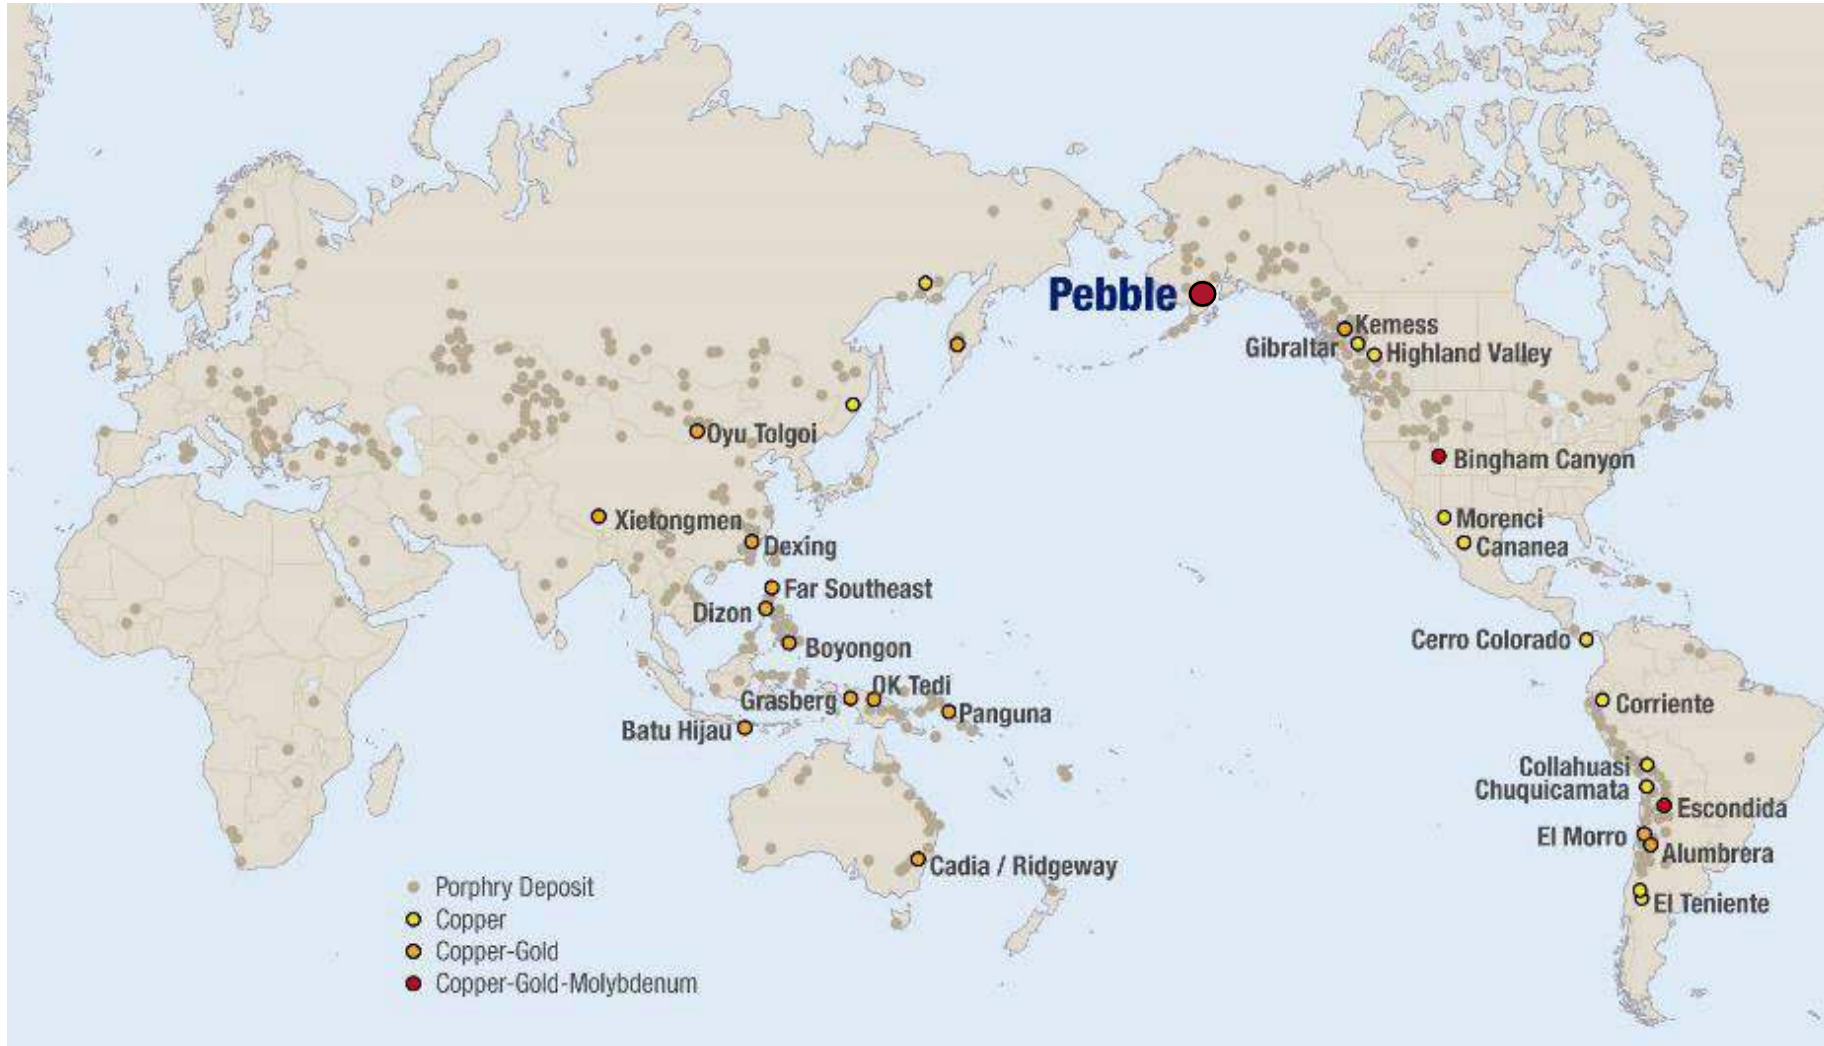 Pebble
Kemess
Gibraltar
Highland Valley
Oyu Tolgoi
Bingham Canyon
Xietongmen
Morenci
Dexing
Cananea
Far Southeast
Dizon
Cerro Colorado
Boyongon
OK Tedi
Grasberg
Corriente
Panguna
Batu Hijau
Collahuasi
Chuquicamata
Escondida
El Morro
Alumbrera
Cadia / Ridgeway
El Teniente
Porphry Deposit
Copper
Copper-Gold
Copper-Gold-Molybdenum